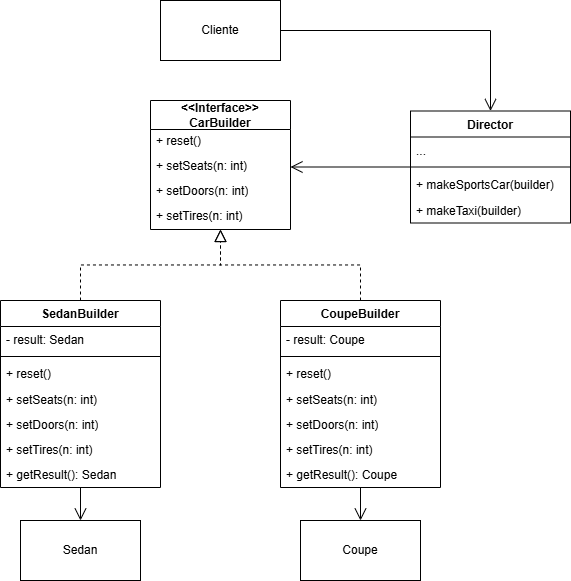 Cliente
<<Interface>>
CarBuilder
+ reset()
+ setSeats(n: int)
+ setDoors(n: int)
+ setTires(n: int)
Director
...
+ makeSportsCar(builder)
+ makeTaxi(builder)
SedanBuilder
- result: Sedan
+ reset()
+ setSeats(n: int)
+ setDoors(n: int)
+ setTires(n: int)
+ getResult(): Sedan
CoupeBuilder
- result: Coupe
+ reset()
+ setSeats(n: int)
+ setDoors(n: int)
+ setTires(n: int)
+ getResult(): Coupe
Sedan
Coupe